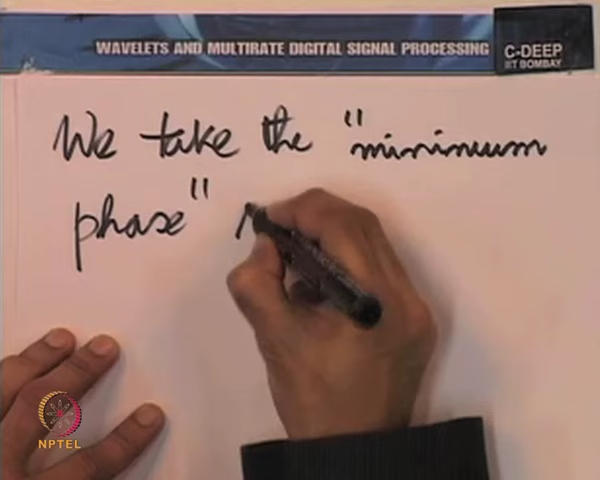 WAVELETS AND MULTIRATE DIGITAL SIGNAL PROCESSING
C-DEEP
IIT BOMBAY
We take the "minimum
phase"
NPTEL